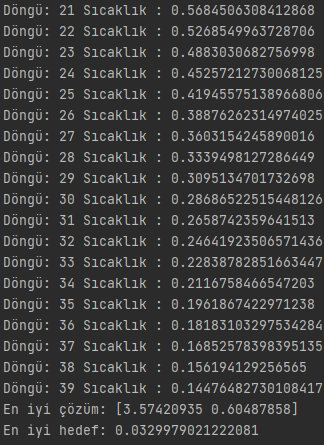 Döngü: 21 Sıcaklık : 0.5684506308412868
Döngü: 22 Sıcaklık : 0.5268549963728706
Döngü: 23 Sıcaklık : 0.4883030682756998
Döngü: 24 Sıcaklık : 0.45257212730068125
Döngü: 25 Sıcaklık : 0.41945575138966806
Döngü: 26 Sıcaklık : 0.38876262314974025
Döngü: 27 Sıcaklık : 0.3603154245890016
Döngü: 28 Sıcaklık : 0.3339498127286449
Döngü: 29 Sıcaklık : 0.3095134701732698
Döngü: 30 Sıcaklık : 0.28686522515448126
Döngü: 31 Sıcaklık : 0.2658742359641513
Döngü: 32 Sıcaklık : 0.24641923506571436
Döngü: 33 Sıcaklık : 0.22838782851663447
Döngü: 34 Sıcaklık : 0.2116758466547203
Döngü: 35 Sıcaklık : 0.1961867422971238
Döngü: 36 Sıcaklık : 0.18183103297534284
Döngü: 37 Sıcaklık : 0.16852578398395135
Döngü: 38 Sıcaklık : 0.156194129256565
Döngü: 39 Sıcaklık : 0.14476482730108417
En iyi çözüm: [3.57420935 0.60487858]
En iyi hedef: 0.0329979021222081